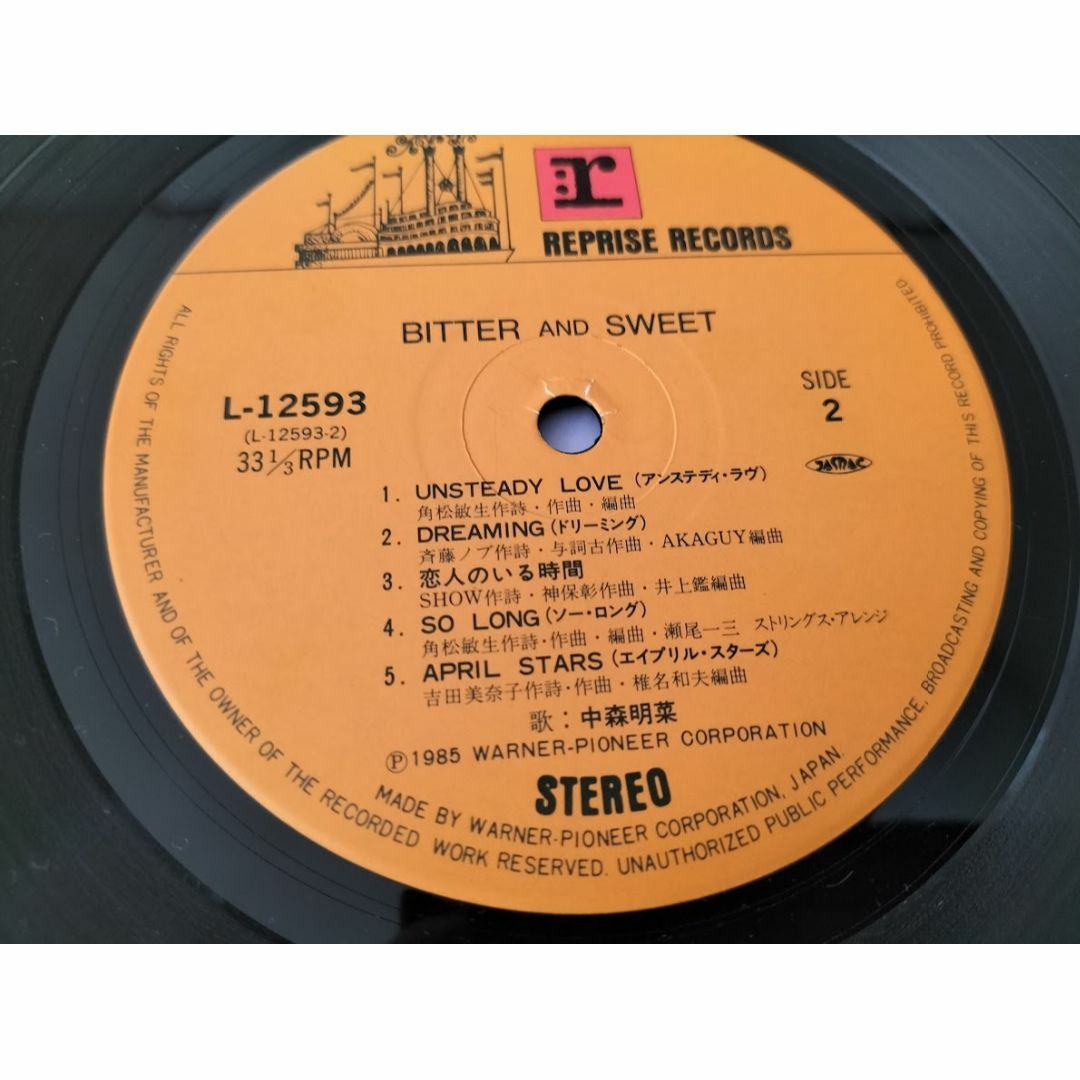 r
REPRISE RECORDS
BITTER AND SWEET
L-12593
(L-12593-2)
33 1/3 RPM
SIDE
2
JASRAC
1. UNSTEADY LOVE (アンステディ・ラヴ)
角松敏生作詩・作曲・編曲
2. DREAMING (ドリーミング)
斉藤ノブ作詩・与詞古作曲・AKAGUY編曲
3. 恋人のいる時間
SHOW作詩・神保彰作曲・井上鑑編曲
4. SO LONG (ソー・ロング)
角松敏生作詩・作曲・編曲・瀬尾一三 ストリングス・アレンジ
5. APRIL STARS (エイプリル・スターズ)
吉田美奈子作詩・作曲・椎名和夫編曲
歌：中森明菜
Ⓟ1985 WARNER-PIONEER CORPORATION
STEREO
MADE BY WARNER-PIONEER CORPORATION, JAPAN.
ALL RIGHTS OF THE MANUFACTURER AND OF THE OWNER OF THE RECORDED WORK RESERVED. UNAUTHORIZED PUBLIC PERFORMANCE, BROADCASTING AND COPYING OF THIS RECORD PROHIBITED.